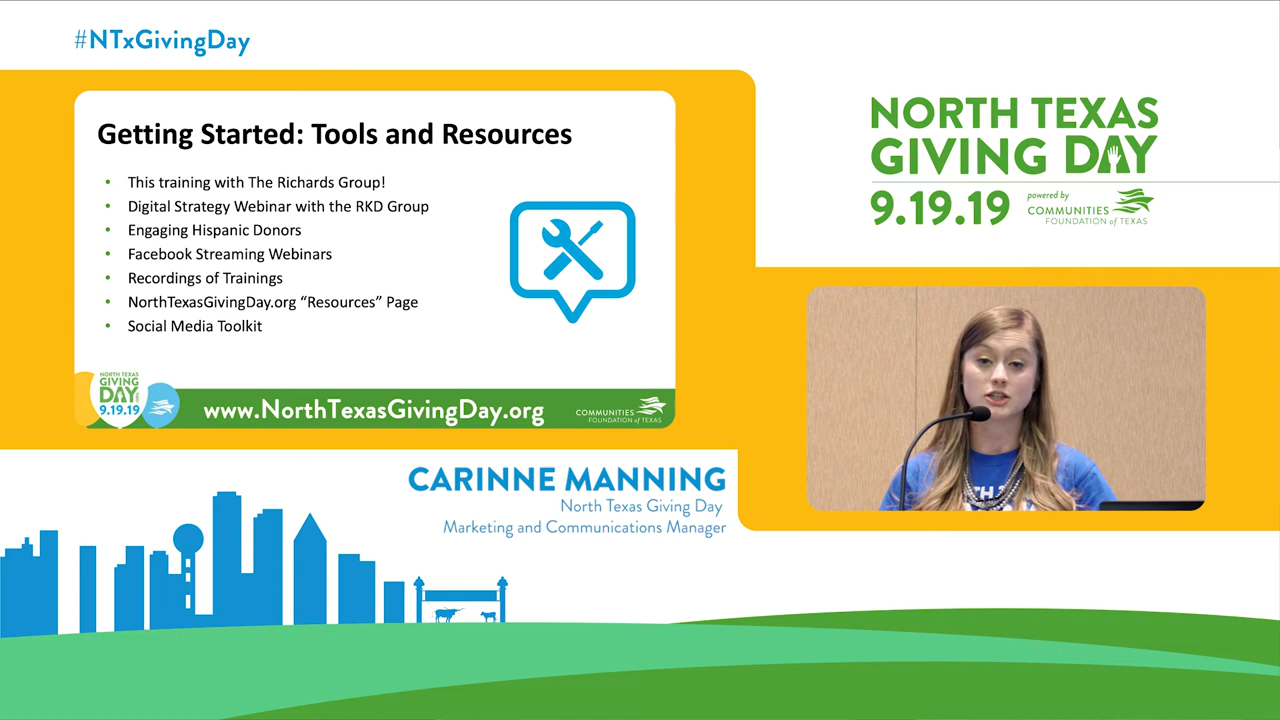 #NTxGivingDay
Getting Started: Tools and Resources
• This training with The Richards Group!
• Digital Strategy Webinar with the RKD Group
• Engaging Hispanic Donors
• Facebook Streaming Webinars
• Recordings of Trainings
• NorthTexasGivingDay.org “Resources” Page
• Social Media Toolkit
NORTH TEXAS
GIVING
DAY
9.19.19
www.NorthTexasGivingDay.org
COMMUNITIES
FOUNDATION of TEXAS
NORTH TEXAS
GIVING DAY
9.19.19
powered by
COMMUNITIES
FOUNDATION of TEXAS
CARINNE MANNING
North Texas Giving Day
Marketing and Communications Manager